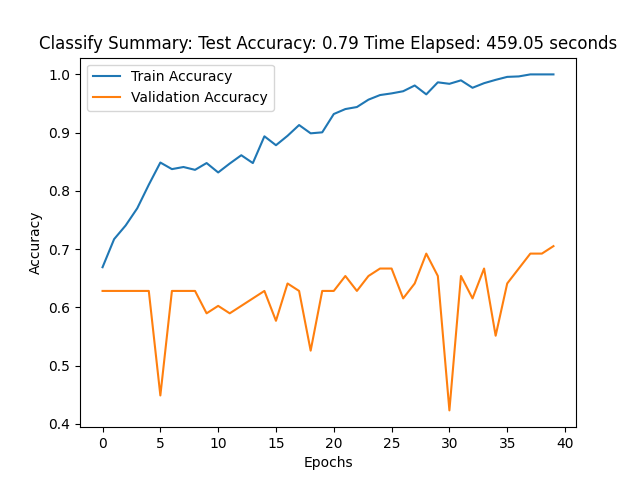 Classify Summary: Test Accuracy: 0.79 Time Elapsed: 459.05 seconds
Train Accuracy
Validation Accuracy
1.0
0.9
0.8
0.7
0.6
0.5
0.4
Accuracy
0 5 10 15 20 25 30 35 40
Epochs